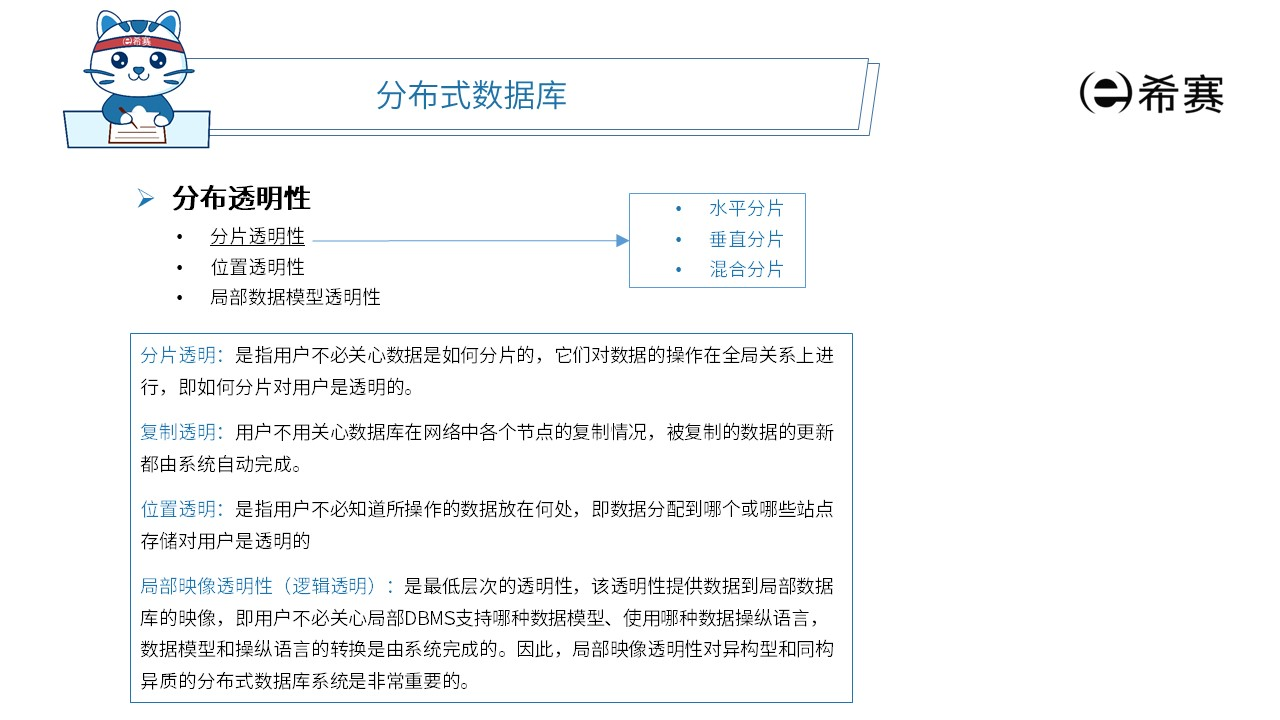 希赛
分布式数据库
希赛
分布透明性
分片透明性
位置透明性
局部数据模型透明性
水平分片
垂直分片
混合分片
分片透明：是指用户不必关心数据是如何分片的，它们对数据的操作在全局关系上进
行，即如何分片对用户是透明的。
复制透明：用户不用关心数据库在网络中各个节点的复制情况，被复制的数据的更新
都由系统自动完成。
位置透明：是指用户不必知道所操作的数据放在何处，即数据分配到哪个或哪些站点
存储对用户是透明的
局部映像透明性（逻辑透明）：是最低层次的透明性，该透明性提供数据到局部数据
库的映像，即用户不必关心局部DBMS支持哪种数据模型、使用哪种数据操纵语言，
数据模型和操纵语言的转换是由系统完成的。因此，局部映像透明性对异构型和同构
异质的分布式数据库系统是非常重要的。